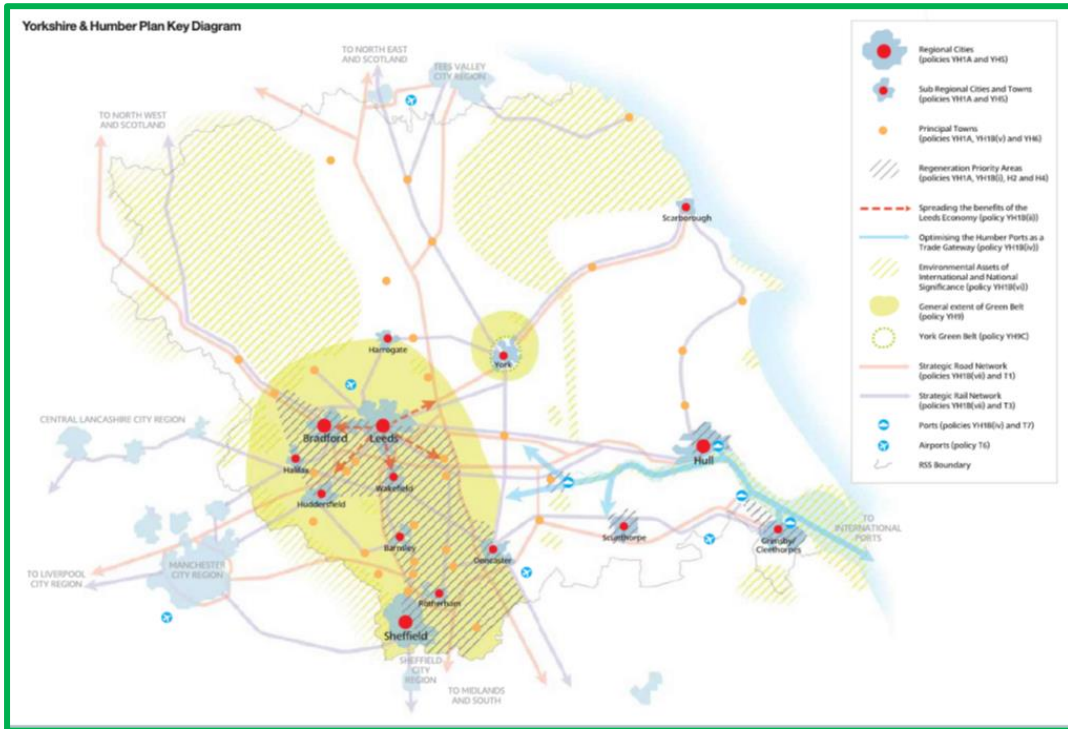 Yorkshire & Humber Plan Key Diagram
TO NORTH EAST
AND SCOTLAND
TEES VALLEY
CITY REGION
TO NORTH WEST
AND SCOTLAND
Scarborough
Harrogate
York
CENTRAL LANCASHIRE CITY REGION
Bradford
Leeds
Hull
Halifax
Wakefield
Huddersfield
TO
INTERNATIONAL
PORTS
Scunthorpe
Grimsby/
Cleethorpes
Barnsley
Doncaster
MANCHESTER
CITY REGION
TO LIVERPOOL
CITY REGION
Rotherham
Sheffield
SHEFFIELD
CITY
REGION
TO MIDLANDS
AND SOUTH
Regional Cities
(policies YH1A and YH5)
Sub Regional Cities and Towns
(policies YH1A and YH5)
Principal Towns
(policies YH1A, YH1B(v) and YH6)
Regeneration Priority Areas
(policies YH1A, YH1B(i), H2 and H4)
Spreading the benefits of the
Leeds Economy (policy YH1B(ii))
Optimising the Humber Ports as a
Trade Gateway (policy YH1B(iv))
Environmental Assets of
International and National
Significance (policy YH1B(vi))
General extent of Green Belt
(policy YH9)
York Green Belt (policy YH9C)
Strategic Road Network
(policies YH1B(vii) and T1)
Strategic Rail Network
(policies YH1B(vii) and T3)
Ports (policies YH1B(iv) and T7)
Airports (policy T6)
RSS Boundary